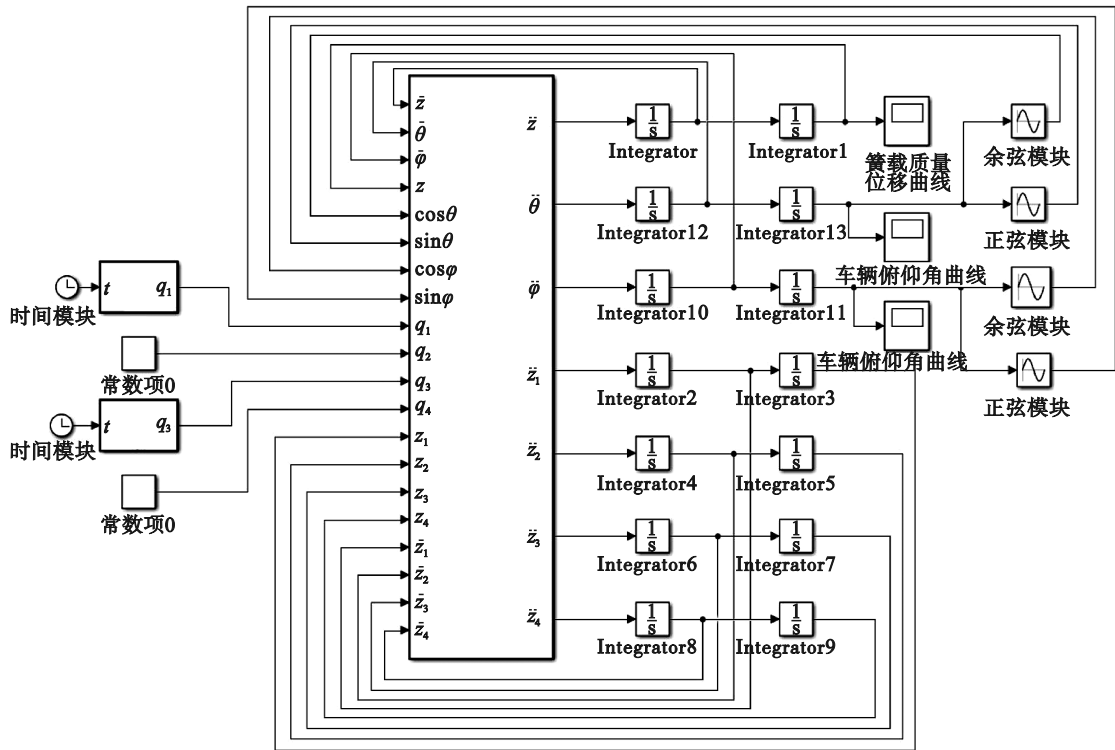 z̄
θ̄
φ̄
z
cosθ
sinθ
cosφ
sinφ
q₁
q₂
q₃
q₄
z₁
z₂
z₃
z₄
z̄₁
z̄₂
z̄₃
z̄₄
z̈
θ̈
φ̈
z̈₁
z̈₂
z̈₃
z̈₄
t q₁
时间模块
常数项0
t q₃
时间模块
常数项0
1/s
Integrator
1/s
Integrator1
簧载质量
位移曲线
余弦模块
1/s
Integrator12
1/s
Integrator13
车辆俯仰角曲线
正弦模块
1/s
Integrator10
1/s
Integrator11
车辆俯仰角曲线
余弦模块
1/s
Integrator2
1/s
Integrator3
正弦模块
1/s
Integrator4
1/s
Integrator5
1/s
Integrator6
1/s
Integrator7
1/s
Integrator8
1/s
Integrator9